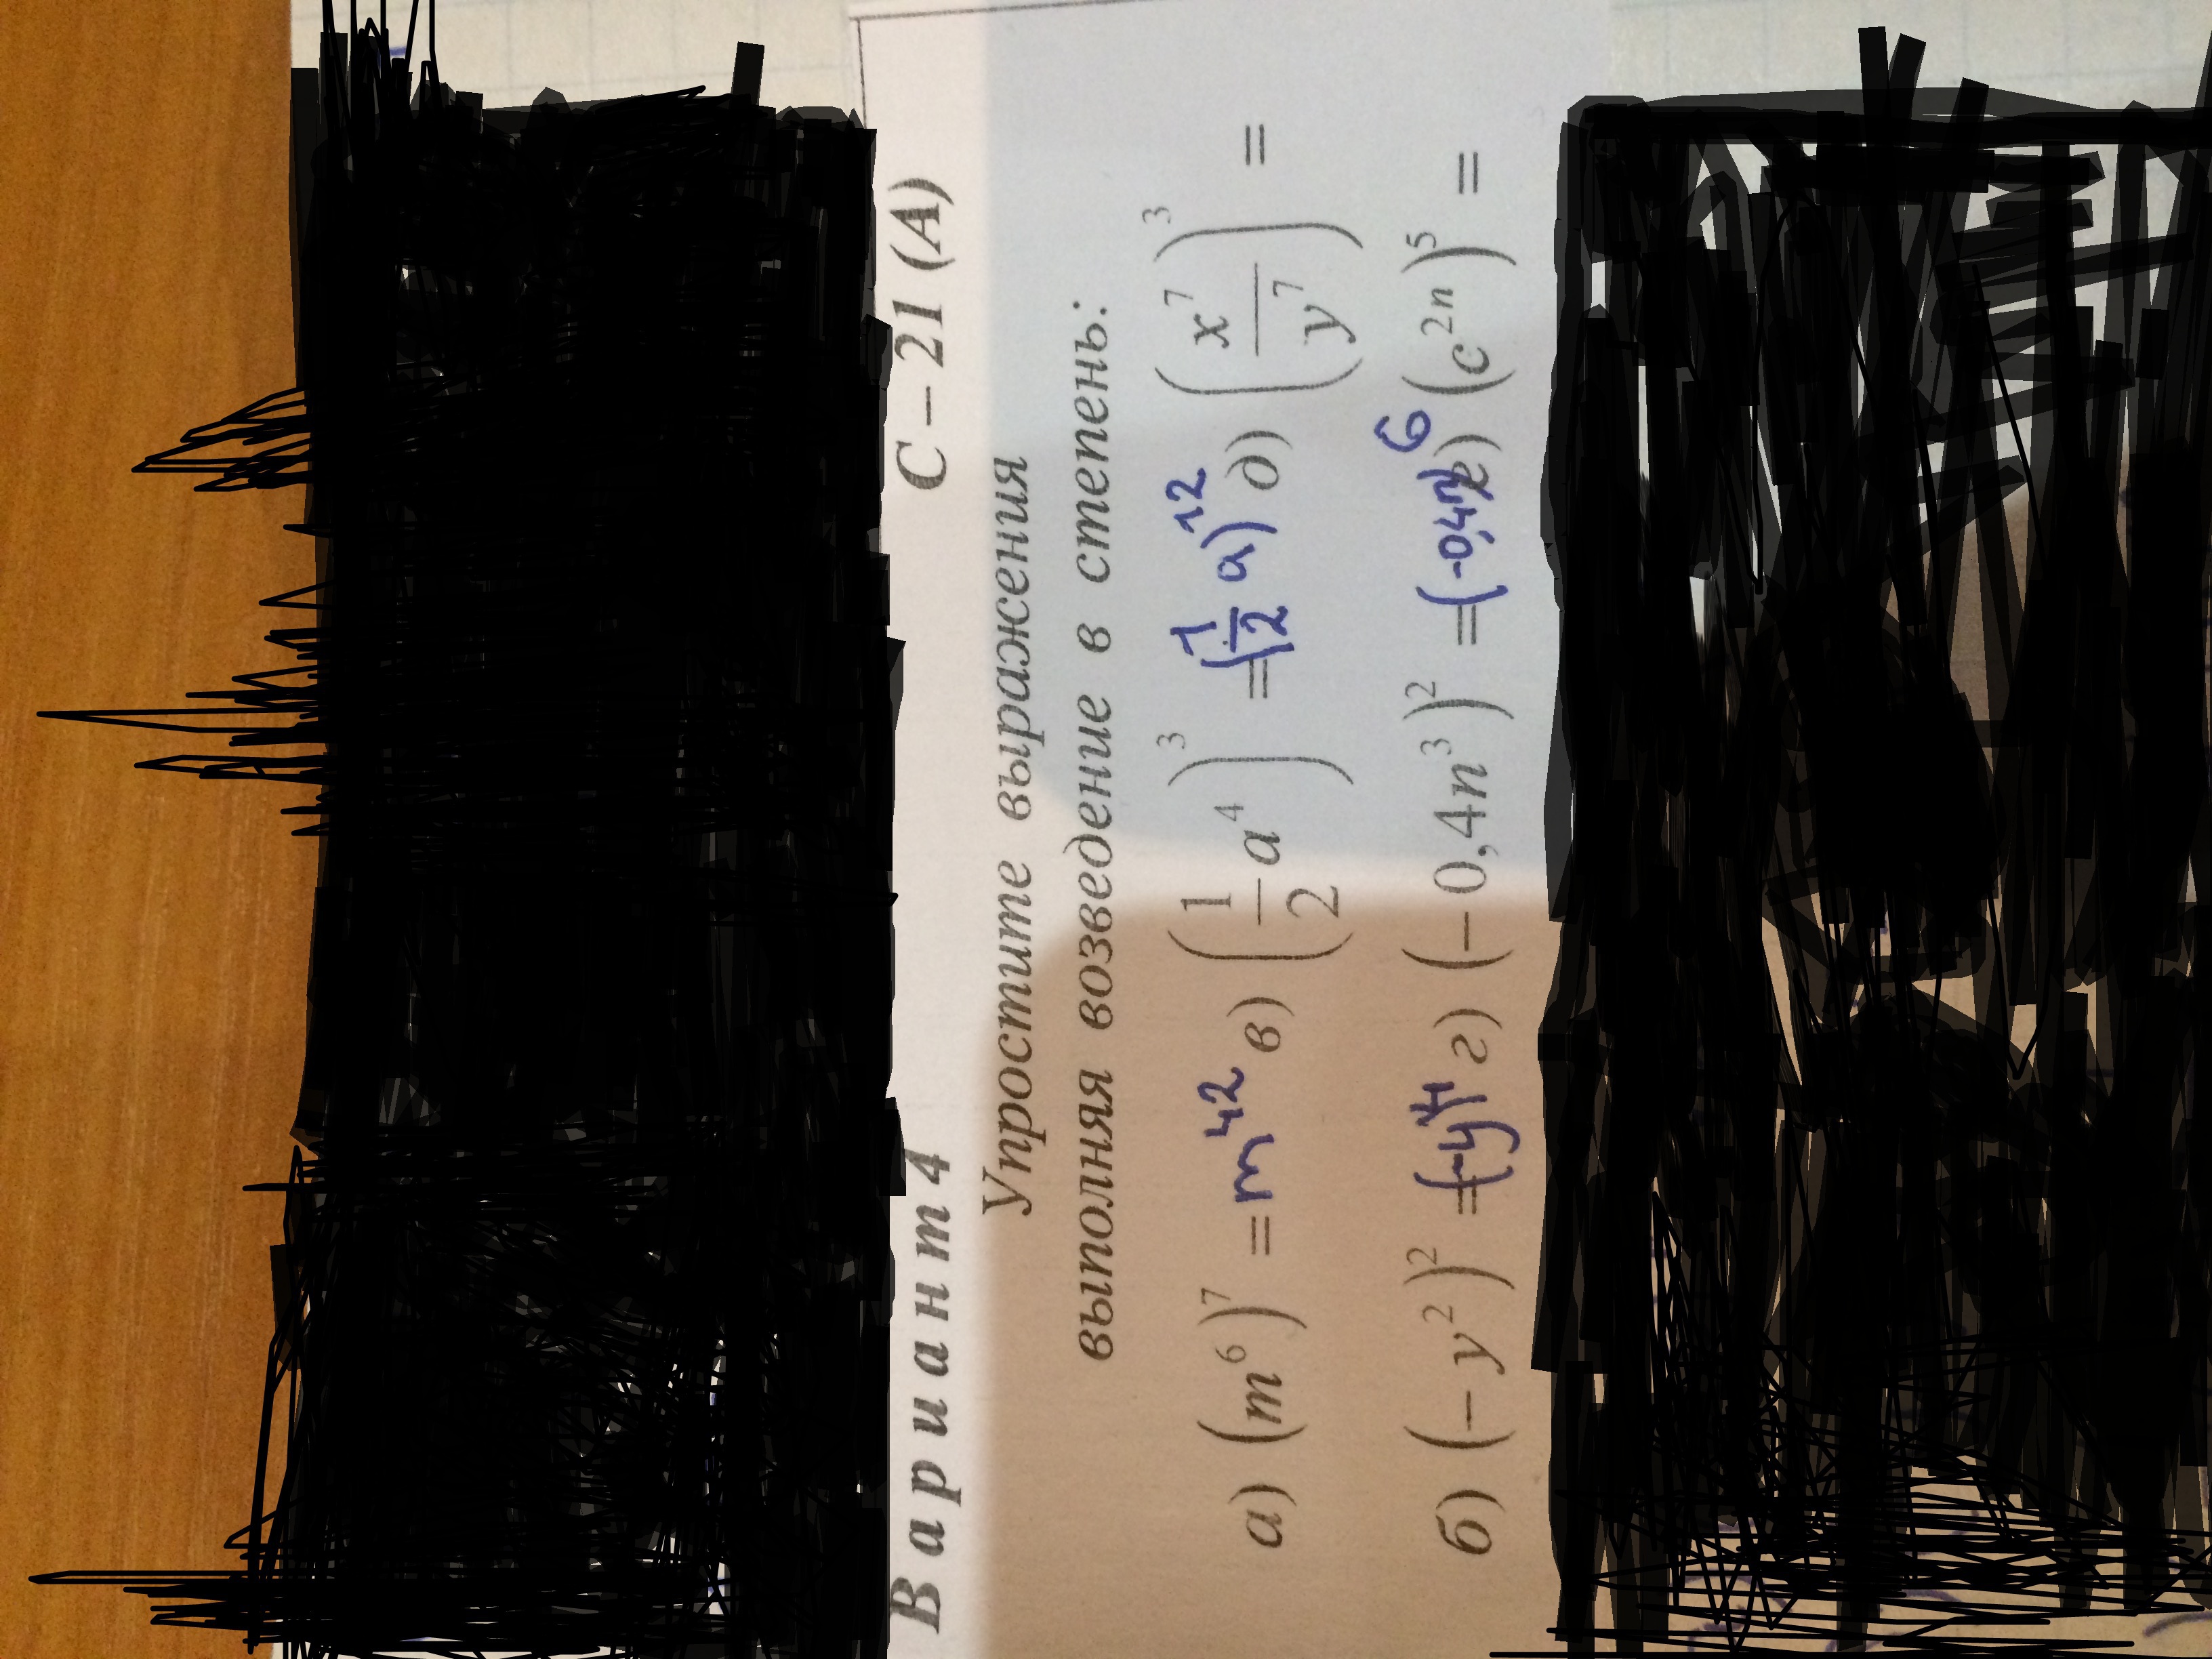 Вариант 4 С – 21 (А)
Упростите выражения
выполняя возведение в степень:
а) (m⁶)⁷ = m⁴² в) (1/2 a⁴)³ = (1/2 a)¹² д) (x⁷/y⁷)³ =
б) (– y²)² = (-y)⁴ г) (– 0,4n³)² = (-0,4n)⁶ е) (c²ⁿ)⁵ =